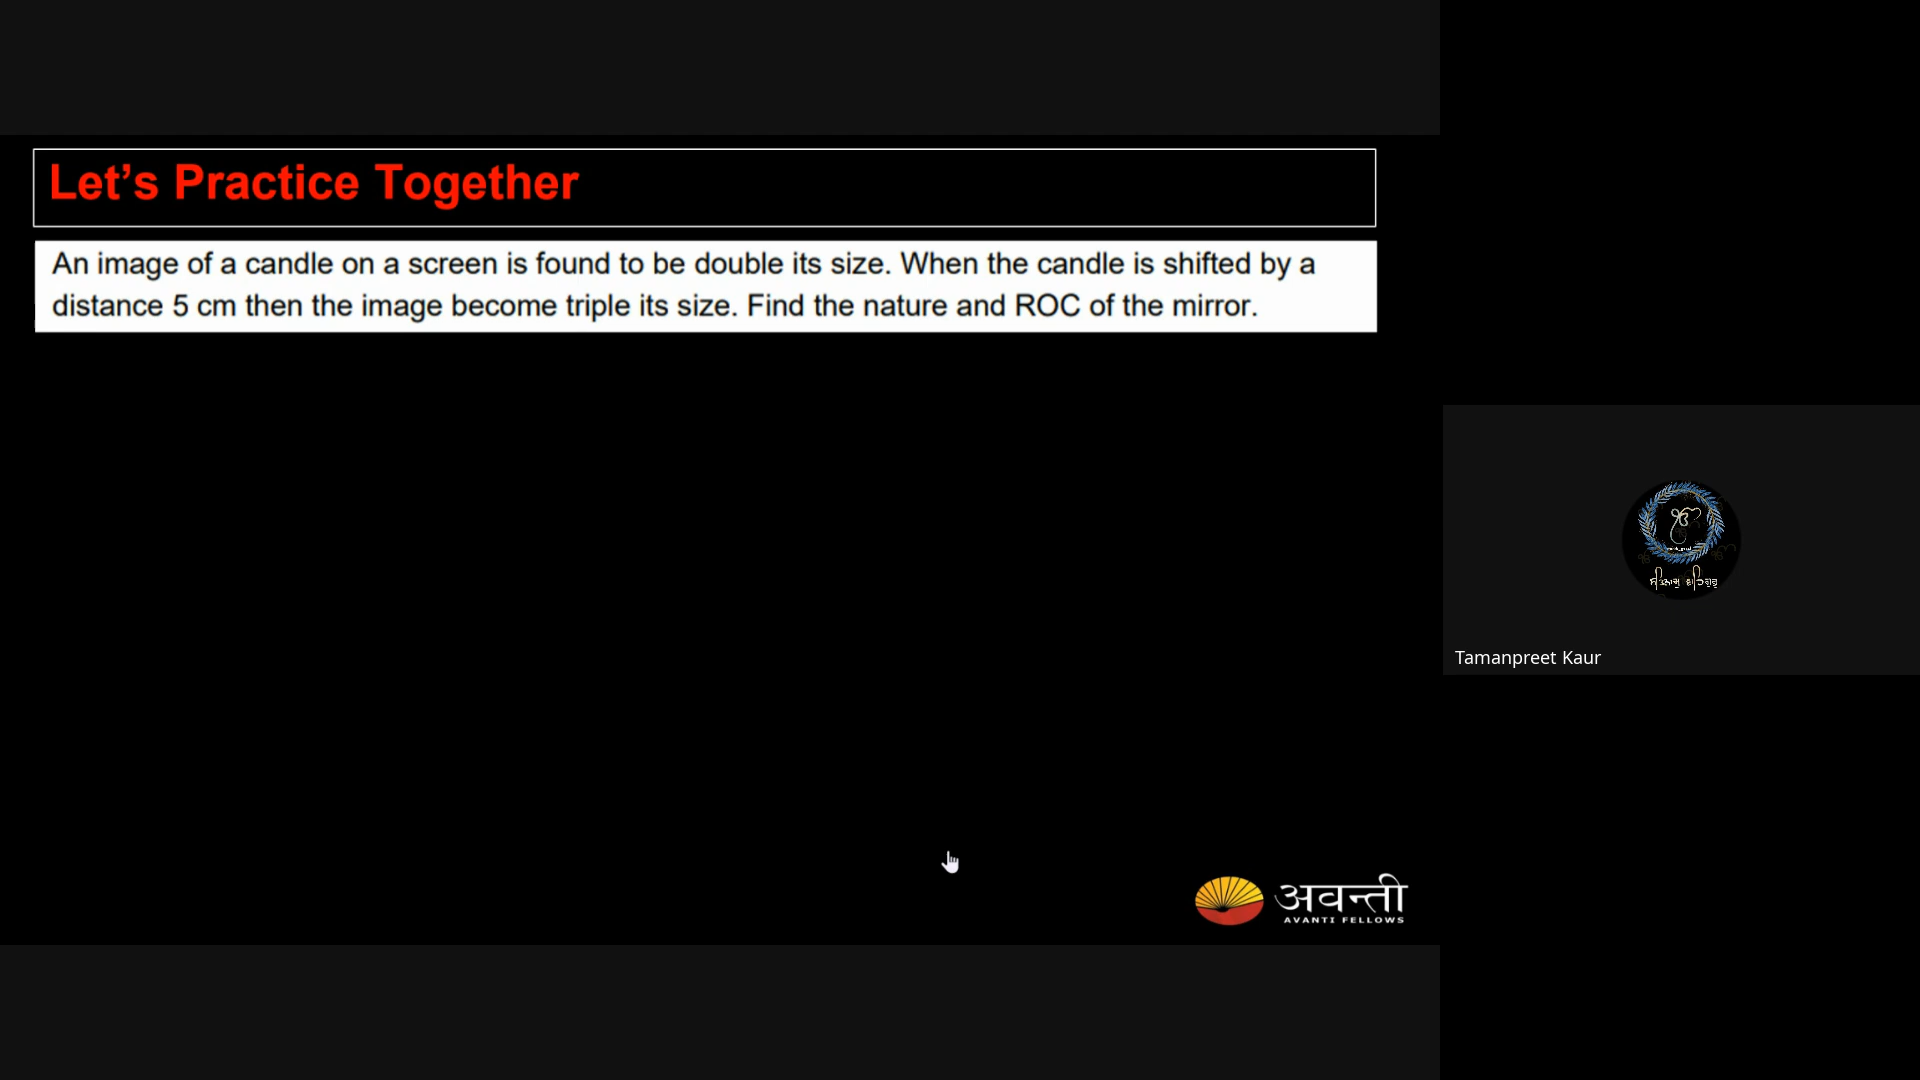 Let’s Practice Together
An image of a candle on a screen is found to be double its size. When the candle is shifted by a
distance 5 cm then the image become triple its size. Find the nature and ROC of the mirror.
Tamanpreet Kaur
अवन्ती
AVANTI FELLOWS